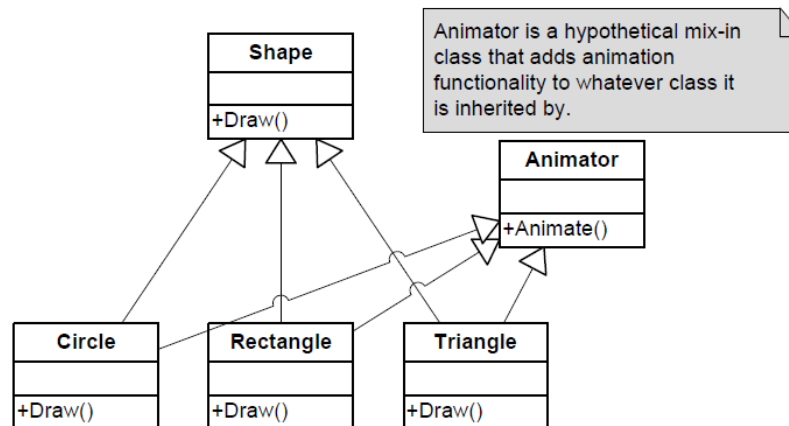 Shape
+Draw()
Animator is a hypothetical mix-in
class that adds animation
functionality to whatever class it
is inherited by.
Animator
+Animate()
Circle
+Draw()
Rectangle
+Draw()
Triangle
+Draw()